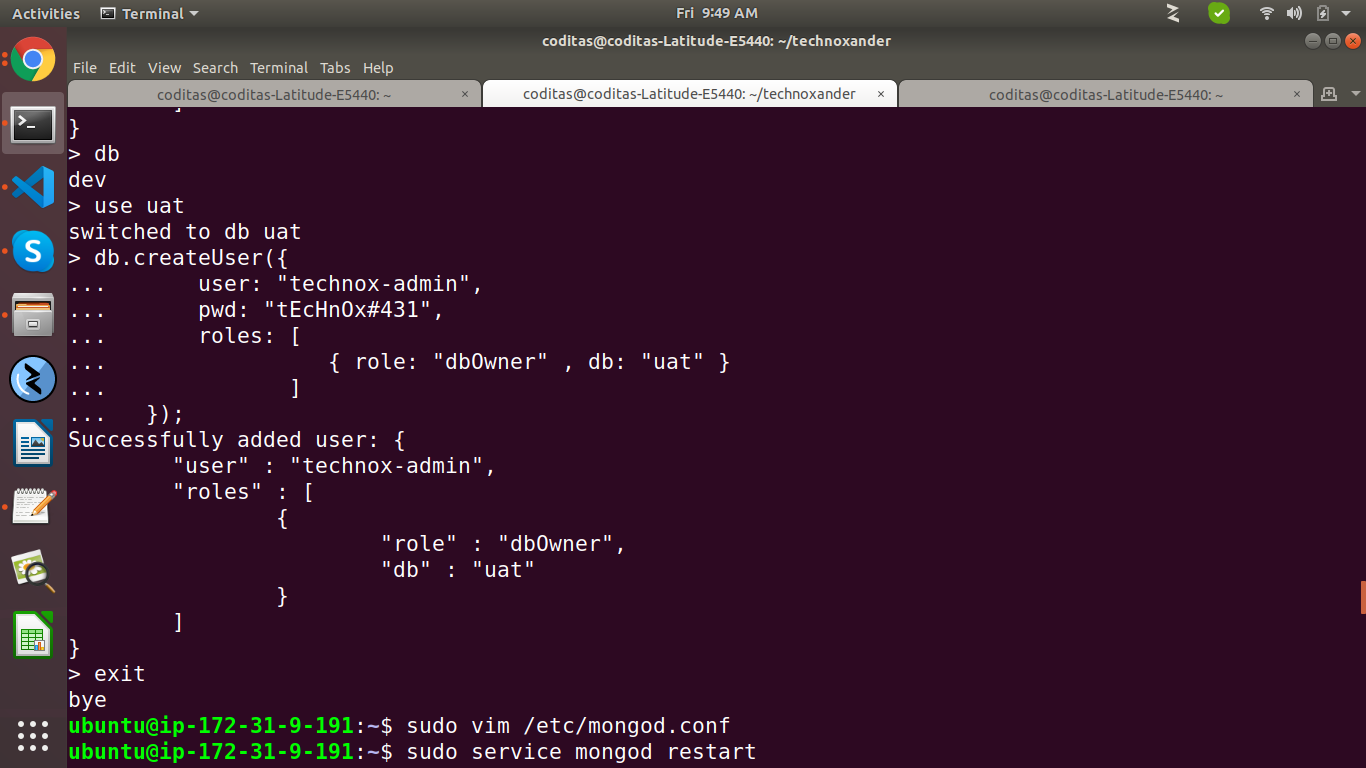 Activities Terminal Fri 9:49 AM
coditas@coditas-Latitude-E5440: ~/technoxander
File Edit View Search Terminal Tabs Help
coditas@coditas-Latitude-E5440: ~ × coditas@coditas-Latitude-E5440: ~/technoxander × coditas@coditas-Latitude-E5440: ~ ×
]
}
> db
dev
> use uat
switched to db uat
> db.createUser({
...       user: "technox-admin",
...       pwd: "tEcHnOx#431",
...       roles: [
...                 { role: "dbOwner" , db: "uat" }
...              ]
...   });
Successfully added user: {
        "user" : "technox-admin",
        "roles" : [
                {
                        "role" : "dbOwner",
                        "db" : "uat"
                }
        ]
}
> exit
bye
ubuntu@ip-172-31-9-191:~$ sudo vim /etc/mongod.conf
ubuntu@ip-172-31-9-191:~$ sudo service mongod restart